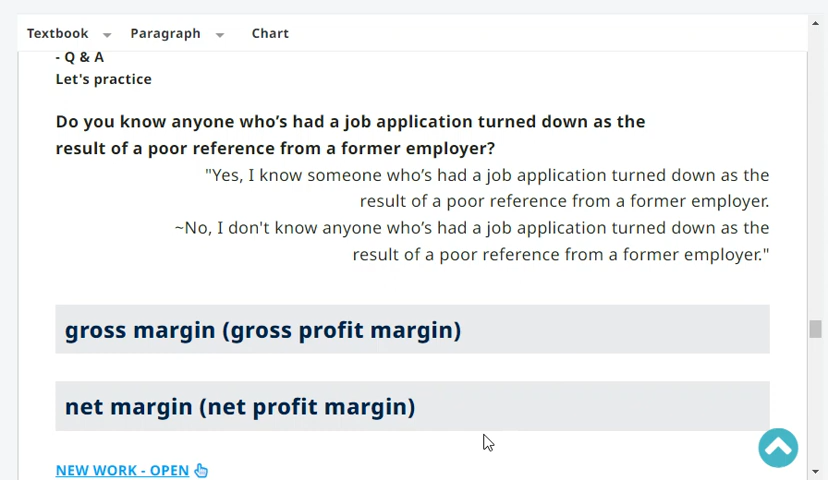 Textbook Paragraph Chart
- Q & A
Let's practice
Do you know anyone who’s had a job application turned down as the
result of a poor reference from a former employer?
"Yes, I know someone who’s had a job application turned down as the
result of a poor reference from a former employer.
~No, I don't know anyone who’s had a job application turned down as the
result of a poor reference from a former employer."
gross margin (gross profit margin)
net margin (net profit margin)
NEW WORK - OPEN